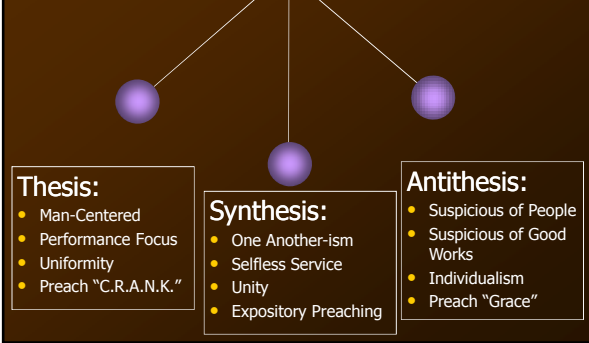 Thesis:
• Man-Centered
• Performance Focus
• Uniformity
• Preach “C.R.A.N.K.”
Synthesis:
• One Another-ism
• Selfless Service
• Unity
• Expository Preaching
Antithesis:
• Suspicious of People
• Suspicious of Good
Works
• Individualism
• Preach “Grace”